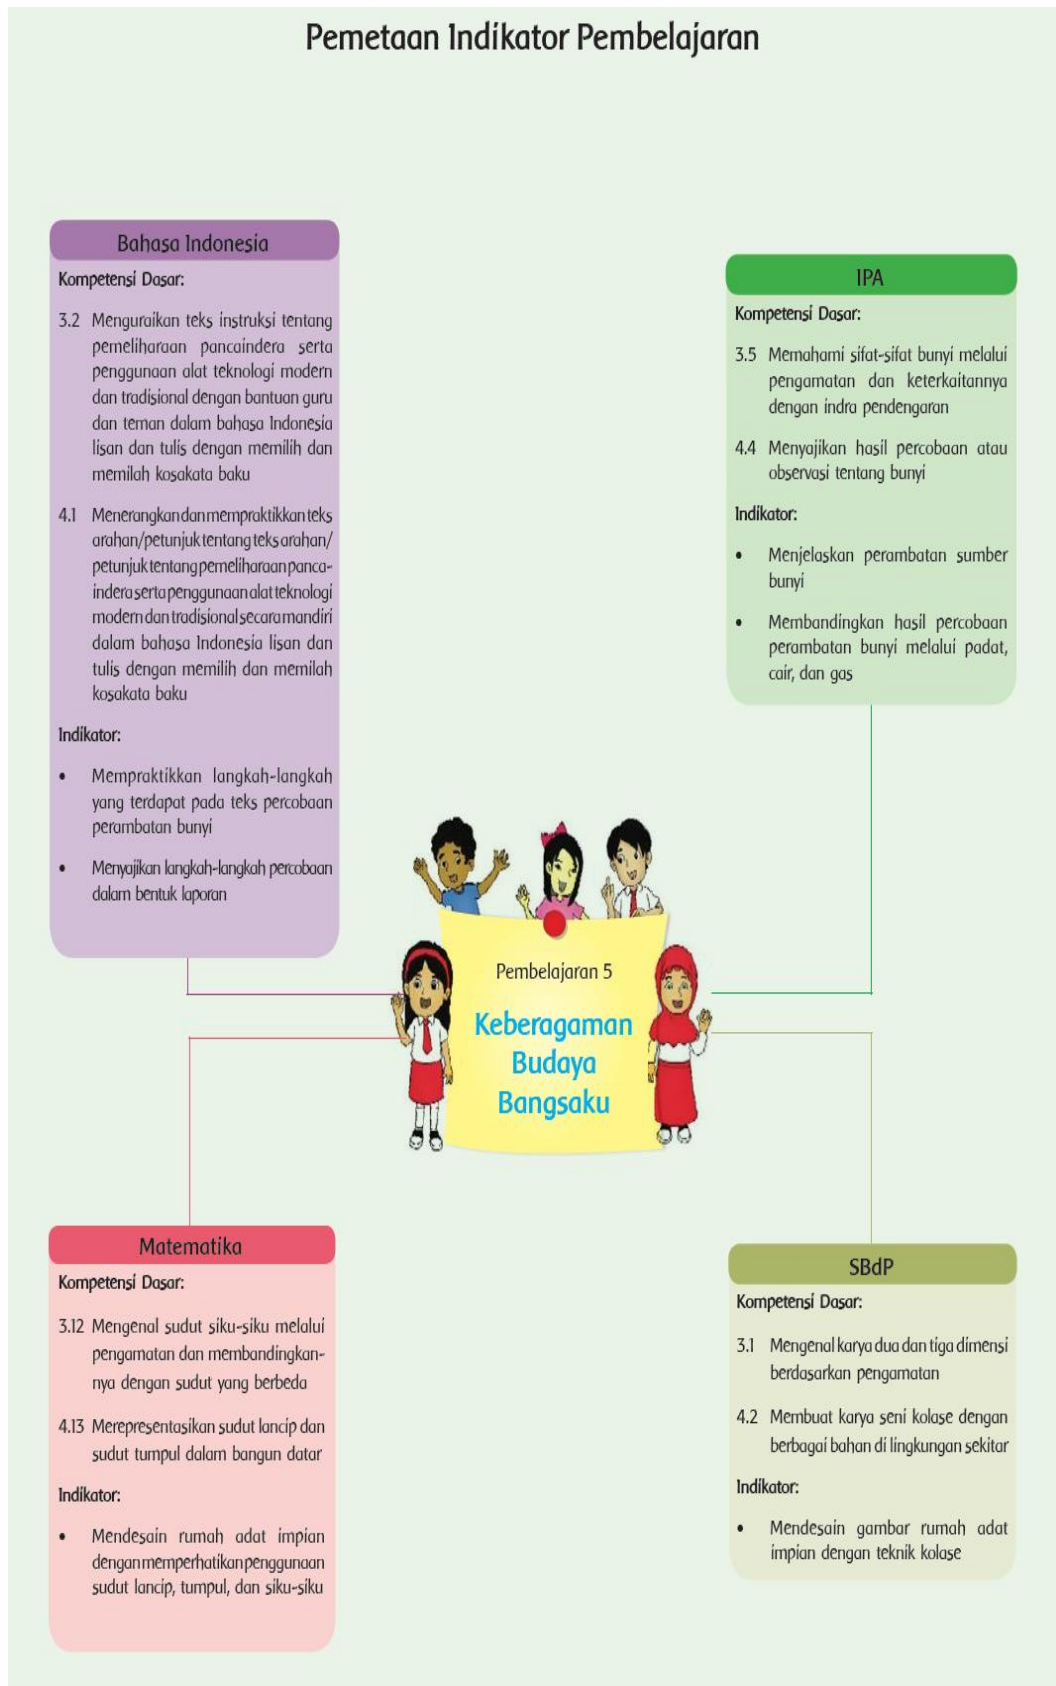 Pemetaan Indikator Pembelajaran
Bahasa Indonesia
Kompetensi Dasar:
3.2 Menguraikan teks instruksi tentang
pemeliharaan pancaindera serta
penggunaan alat teknologi modern
dan tradisional dengan bantuan guru
dan teman dalam bahasa Indonesia
lisan dan tulis dengan memilih dan
memilah kosakata baku
4.1 Menerangkan dan mempraktikkan teks
arahan/petunjuk tentang teks arahan/
petunjuk tentang pemeliharaan panca-
indera serta penggunaan alat teknologi
modern dan tradisional secara mandiri
dalam bahasa Indonesia lisan dan
tulis dengan memilih dan memilah
kosakata baku
Indikator:
• Mempraktikkan langkah-langkah
yang terdapat pada teks percobaan
perambatan bunyi
• Menyajikan langkah-langkah percobaan
dalam bentuk laporan
IPA
Kompetensi Dasar:
3.5 Memahami sifat-sifat bunyi melalui
pengamatan dan keterkaitannya
dengan indra pendengaran
4.4 Menyajikan hasil percobaan atau
observasi tentang bunyi
Indikator:
• Menjelaskan perambatan sumber
bunyi
• Membandingkan hasil percobaan
perambatan bunyi melalui padat,
cair, dan gas
Pembelajaran 5
Keberagaman
Budaya
Bangsaku
Matematika
Kompetensi Dasar:
3.12 Mengenal sudut siku-siku melalui
pengamatan dan membandingkan-
nya dengan sudut yang berbeda
4.13 Merepresentasikan sudut lancip dan
sudut tumpul dalam bangun datar
Indikator:
• Mendesain rumah adat impian
dengan memperhatikan penggunaan
sudut lancip, tumpul, dan siku-siku
SBdP
Kompetensi Dasar:
3.1 Mengenal karya dua dan tiga dimensi
berdasarkan pengamatan
4.2 Membuat karya seni kolase dengan
berbagai bahan di lingkungan sekitar
Indikator:
• Mendesain gambar rumah adat
impian dengan teknik kolase